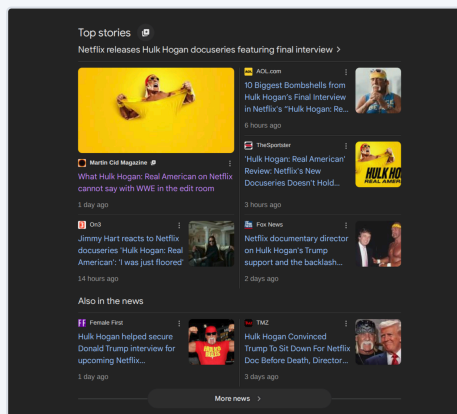 Top stories
Netflix releases Hulk Hogan docuseries featuring final interview
Martin Cid Magazine
What Hulk Hogan: Real American on Netflix
cannot say with WWE in the edit room
1 day ago
AOL.com
10 Biggest Bombshells from
Hulk Hogan's Final Interview
in Netflix's "Hulk Hogan: Re...
6 hours ago
TheSportster
'Hulk Hogan: Real American'
Review: Netflix's New
Docuseries Doesn't Hold...
3 hours ago
HULK HO
REAL AMER
On3
Jimmy Hart reacts to Netflix
docuseries 'Hulk Hogan: Real
American': 'I was just floored'
14 hours ago
Fox News
Netflix documentary director
on Hulk Hogan's Trump
support and the backlash...
2 days ago
Also in the news
Female First
Hulk Hogan helped secure
Donald Trump interview for
upcoming Netflix...
1 day ago
TMZ
Hulk Hogan Convinced
Trump To Sit Down For Netflix
Doc Before Death, Director...
3 days ago
More news